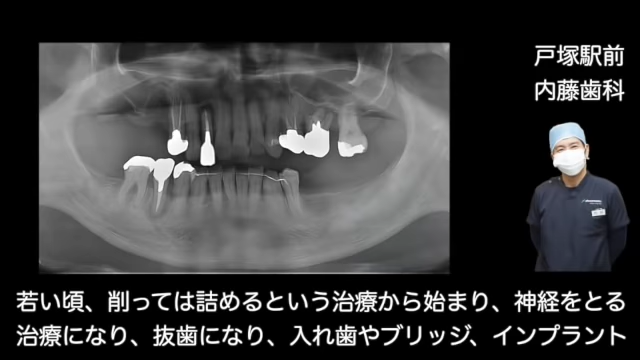 戸塚駅前
内藤歯科
若い頃、削っては詰めるという治療から始まり、神経をとる
治療になり、抜歯になり、入れ歯やブリッジ、インプラント